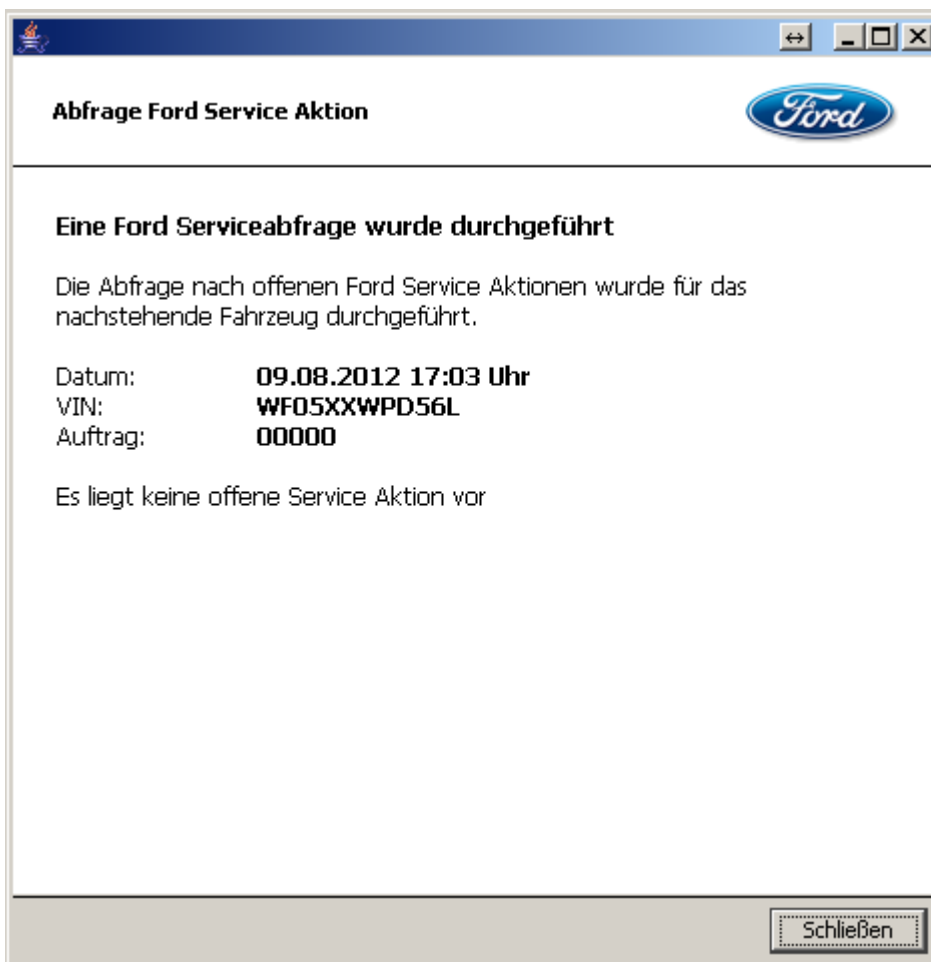 Abfrage Ford Service Aktion
Ford
Eine Ford Serviceabfrage wurde durchgeführt
Die Abfrage nach offenen Ford Service Aktionen wurde für das
nachstehende Fahrzeug durchgeführt.
Datum: 09.08.2012 17:03 Uhr
VIN: WF05XXWPD56L
Auftrag: 00000
Es liegt keine offene Service Aktion vor
Schließen